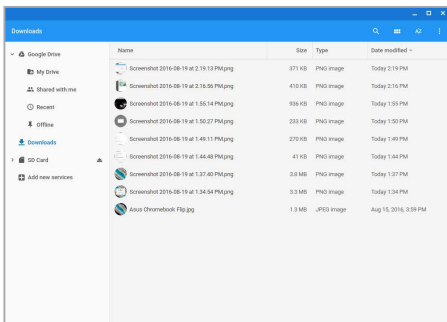 Downloads
AZ
Google Drive
My Drive
Shared with me
Recent
Offline
Downloads
SD Card
Add new services
Name Size Type Date modified
Screenshot 2016-08-19 at 2.19.13 PM.png 371 KB PNG image Today 2:19 PM
Screenshot 2016-08-19 at 2.16.56 PM.png 410 KB PNG image Today 2:16 PM
Screenshot 2016-08-19 at 1.55.14 PM.png 936 KB PNG image Today 1:55 PM
Screenshot 2016-08-19 at 1.50.27 PM.png 233 KB PNG image Today 1:50 PM
Screenshot 2016-08-19 at 1.49.11 PM.png 270 KB PNG image Today 1:49 PM
Screenshot 2016-08-19 at 1.44.48 PM.png 41 KB PNG image Today 1:44 PM
Screenshot 2016-08-19 at 1.37.40 PM.png 3.8 MB PNG image Today 1:37 PM
Screenshot 2016-08-19 at 1.34.54 PM.png 3.3 MB PNG image Today 1:34 PM
Asus Chromebook Flip.jpg 1.3 MB JPEG image Aug 15, 2016, 3:59 PM